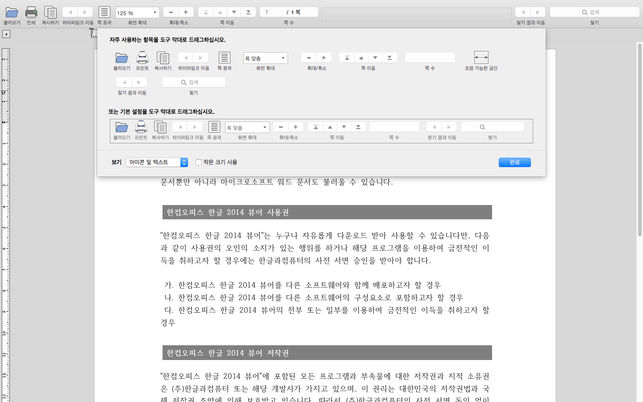 125 %
1 / 1 쪽
검색
불러오기 인쇄 복사하기 하이퍼링크 이동 쪽 윤곽 화면 확대 확대/축소 쪽 이동 쪽 수 찾기 결과 이동 찾기
자주 사용하는 항목을 도구 막대로 드래그하십시오.
폭 맞춤
불러오기 프린트 복사하기 하이퍼링크 이동 쪽 윤곽 화면 확대 확대/축소 쪽 이동 쪽 수 조절 가능한 공간
검색
찾기 결과 이동 찾기
또는 기본 설정을 도구 막대로 드래그하십시오.
폭 맞춤
불러오기 프린트 복사하기 하이퍼링크 이동 쪽 윤곽 화면 확대 확대/축소 쪽 이동 쪽 수 찾기 결과 이동 찾기
보기 아이콘 및 텍스트 작은 크기 사용 완료
문서뿐만 아니라 마이크로소프트 워드 문서도 불러올 수 있습니다.
한컴오피스 한글 2014 뷰어 사용권
"한컴오피스 한글 2014 뷰어"는 누구나 자유롭게 다운로드 받아 사용할 수 있습니다만, 다음
과 같이 사용권의 오인의 소지가 있는 행위를 하거나 해당 프로그램을 이용하여 금전적인 이
득을 취하고자 할 경우에는 한글과컴퓨터의 사전 서면 승인을 받아야 합니다.
가. 한컴오피스 한글 2014 뷰어를 다른 소프트웨어와 함께 배포하고자 할 경우
나. 한컴오피스 한글 2014 뷰어를 다른 소프트웨어의 구성요소로 포함하고자 할 경우
다. 한컴오피스 한글 2014 뷰어의 전부 또는 일부를 이용하여 금전적인 이득을 취하고자 할
경우
한컴오피스 한글 2014 뷰어 저작권
"한컴오피스 한글 2014 뷰어"에 포함된 모든 프로그램과 부속물에 대한 저작권과 지적 소유권
은 (주)한글과컴퓨터 또는 해당 개발사가 가지고 있으며, 이 권리는 대한민국의 저작권법과 국
제 저작권 조약에 의해 보호받고 있습니다. 따라서 (주)한글과컴퓨터의 사전 서면 동의 없이